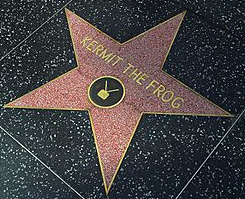 KERMIT THE FROG